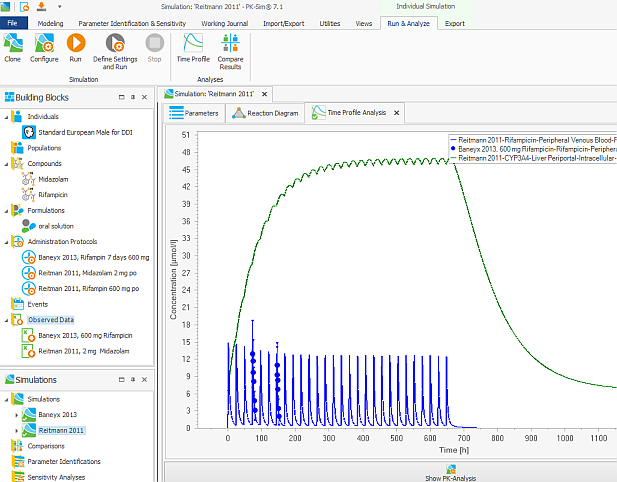 Simulation: 'Reitmann 2011' - PK-Sim® 7.1
Individual Simulation
File
Modeling
Parameter Identification & Sensitivity
Working Journal
Import/Export
Utilities
Views
Run & Analyze
Export
Clone
Configure
Run
Define Settings and Run
Stop
Time Profile
Compare Results
Simulation
Analyses
Building Blocks
Individuals
Standard European Male for DDI
Populations
Compounds
Midazolam
Rifampicin
Formulations
oral solution
Administration Protocols
Baneyx 2013, Rifampin 7 days 600 mg
Reitman 2011, Midazolam 2 mg po
Reitman 2011, Rifampin 600 mg po
Events
Observed Data
Baneyx 2013, 600 mg Rifampicin
Reitman 2011, 2 mg Midazolam
Simulations
Simulations
Baneyx 2013
Reitmann 2011
Comparisons
Parameter Identifications
Sensitivity Analyses
Simulation: 'Reitmann 2011'
Parameters
Reaction Diagram
Time Profile Analysis
Reitmann 2011-Rifampicin-Peripheral Venous Blood-P
Baneyx 2013, 600 mg Rifampicin-Rifampicin-Periphera
Reitmann 2011-CYP3A4-Liver Periportal-Intracellular-
Concentration [µmol/l]
51
48
45
42
39
36
33
30
27
24
21
18
15
12
9
6
3
0
0
100
200
300
400
500
600
700
800
900
1000
1100
Time [h]
Show PK-Analysis